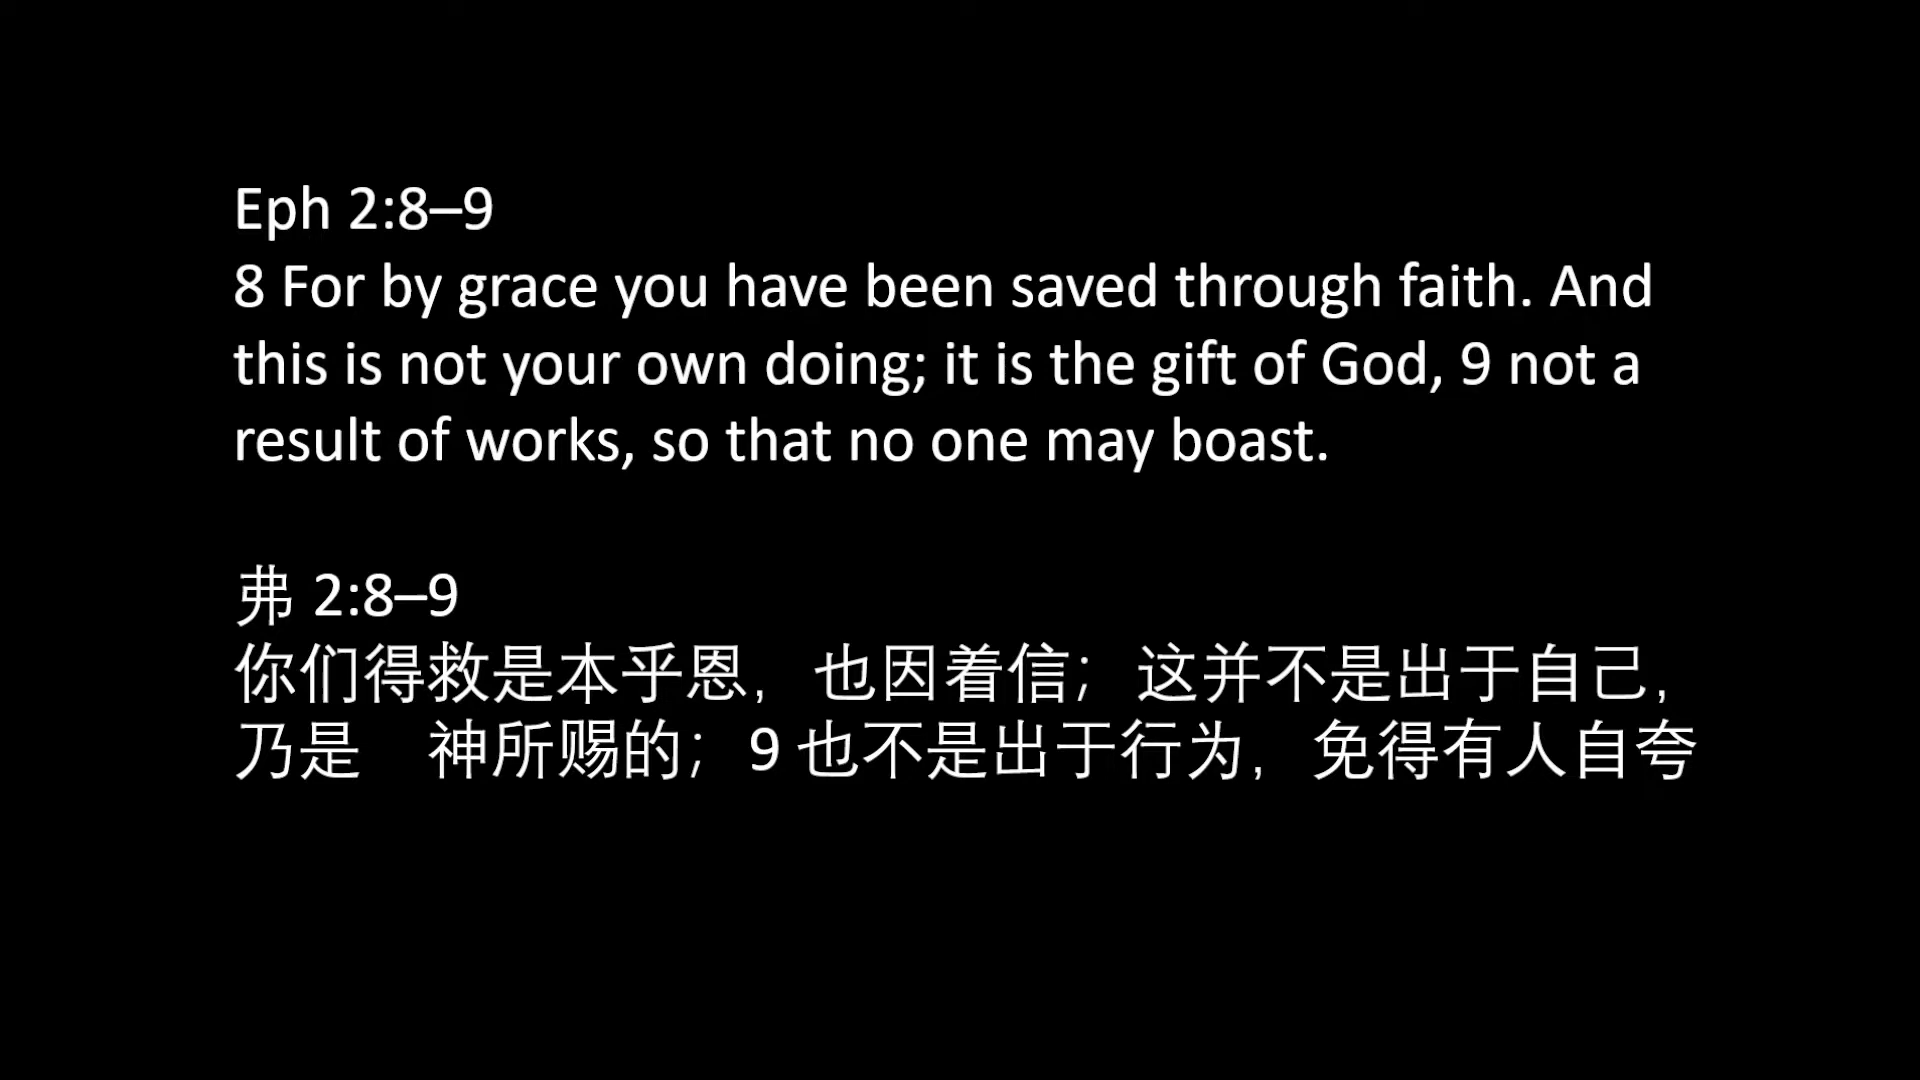 Eph 2:8–9
8 For by grace you have been saved through faith. And
this is not your own doing; it is the gift of God, 9 not a
result of works, so that no one may boast.
弗 2:8–9
你们得救是本乎恩，也因着信；这并不是出于自己，
乃是　神所赐的；9 也不是出于行为，免得有人自夸